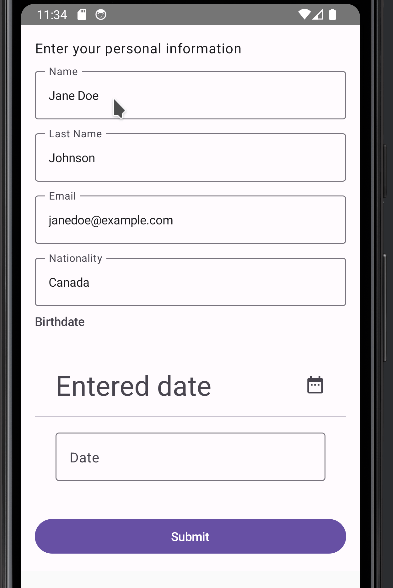 11:34
Enter your personal information
Name
Jane Doe
Last Name
Johnson
Email
janedoe@example.com
Nationality
Canada
Birthdate
Entered date
Date
Submit